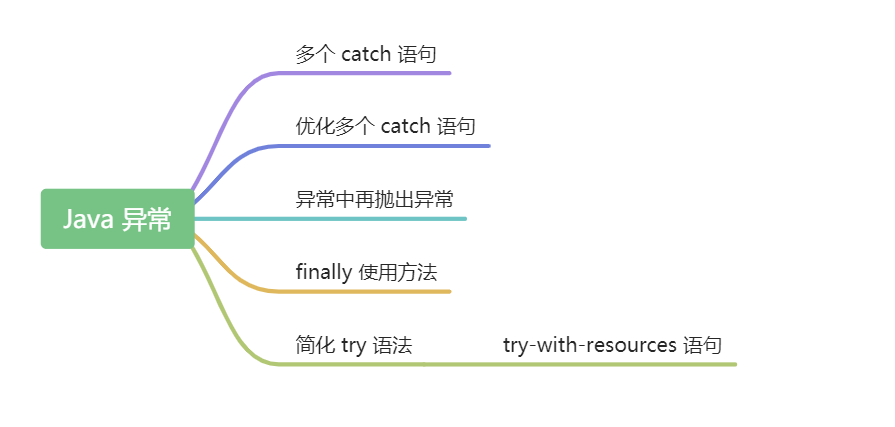 多个 catch 语句
优化多个 catch 语句
Java 异常
异常中再抛出异常
finally 使用方法
简化 try 语法
try-with-resources 语句